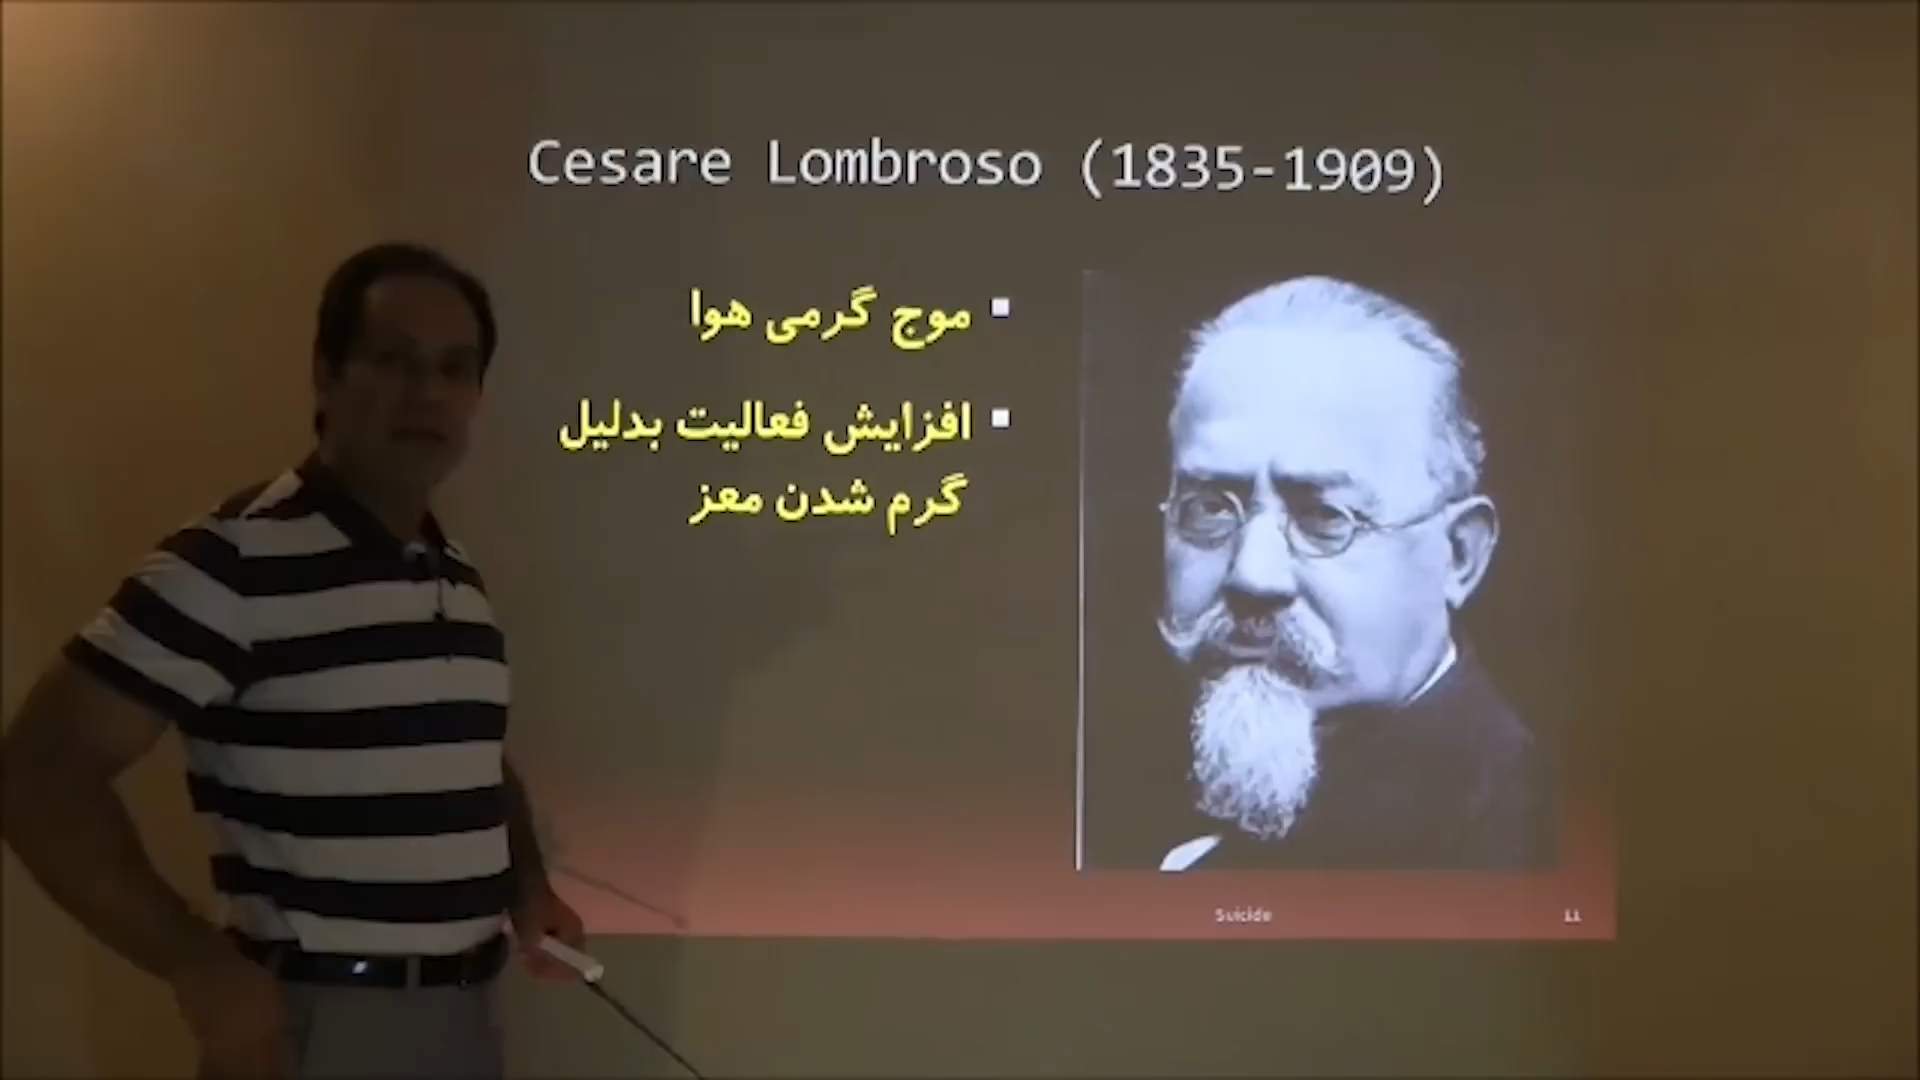 Cesare Lombroso (1835-1909)
▪ موج گرمی هوا
▪ افزایش فعالیت بدلیل
گرم شدن معز
Suicide
11